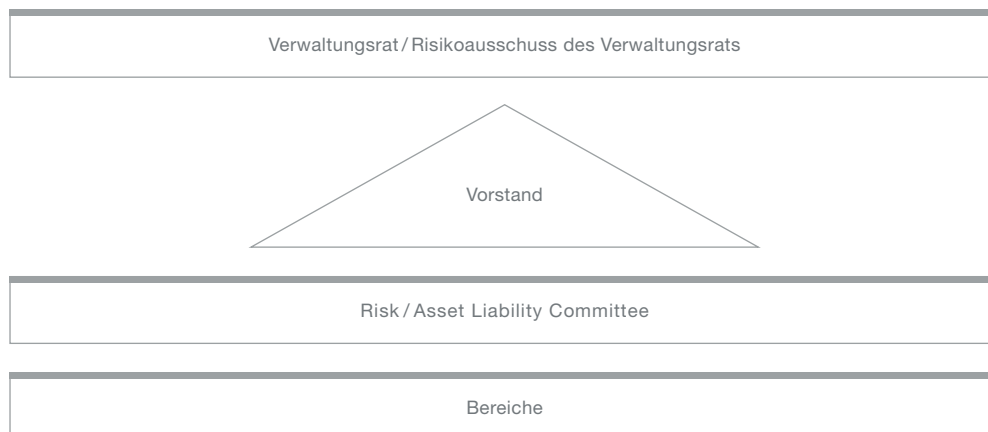 Verwaltungsrat / Risikoausschuss des Verwaltungsrats
Vorstand
Risk / Asset Liability Committee
Bereiche